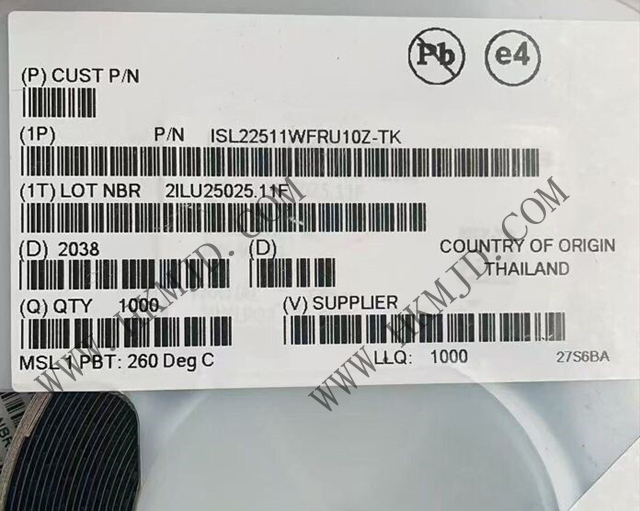 Pb e4
(P) CUST P/N
(1P) P/N ISL22511WFRU10Z-TK
(1T) LOT NBR 2ILU25025.11F
(D) 2038 (D)
COUNTRY OF ORIGIN
THAILAND
(Q) QTY 1000 (V) SUPPLIER
MSL 1 PBT: 260 Deg C LLQ: 1000 27S6BA
WWW.HKMJD.COM
WWW.HKMJD.COM
NBR